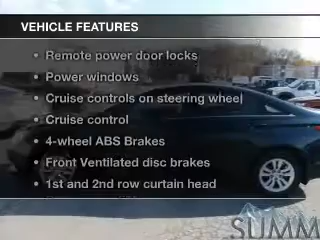 VEHICLE FEATURES
• Remote power door locks
• Power windows
• Cruise controls on steering wheel
• Cruise control
• 4-wheel ABS Brakes
• Front Ventilated disc brakes
• 1st and 2nd row curtain head
SUMM